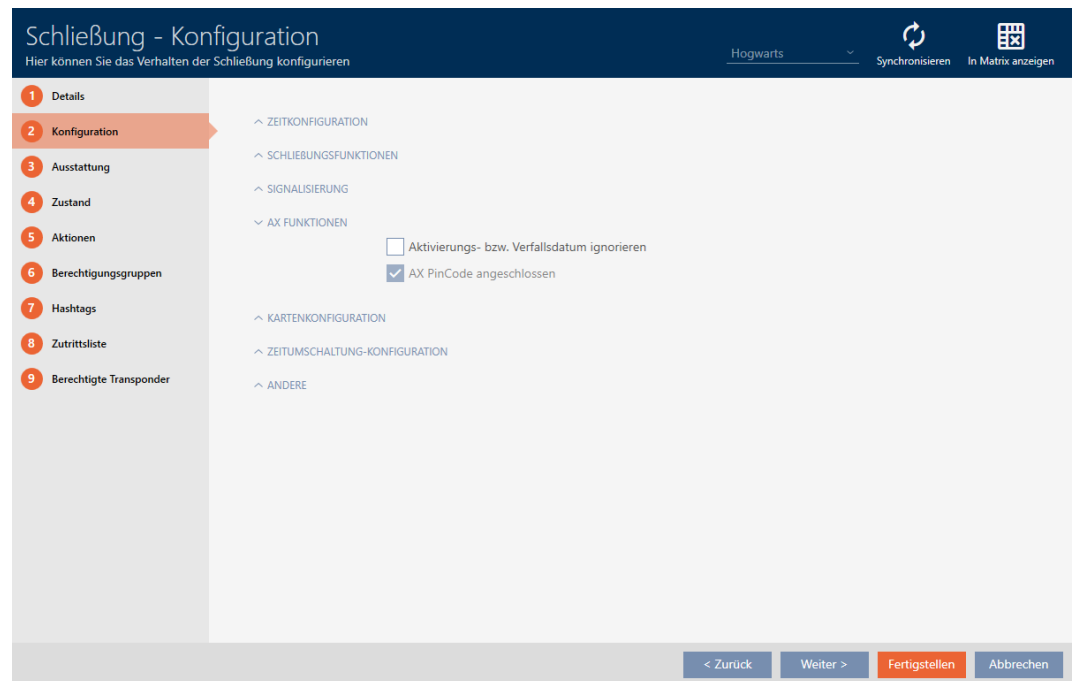 Schließung - Konfiguration
Hier können Sie das Verhalten der Schließung konfigurieren
Hogwarts
Synchronisieren
In Matrix anzeigen
1 Details
2 Konfiguration
3 Ausstattung
4 Zustand
5 Aktionen
6 Berechtigungsgruppen
7 Hashtags
8 Zutrittsliste
9 Berechtigte Transponder
ZEITKONFIGURATION
SCHLIEßUNGSFUNKTIONEN
SIGNALISIERUNG
AX FUNKTIONEN
Aktivierungs- bzw. Verfallsdatum ignorieren
AX PinCode angeschlossen
KARTENKONFIGURATION
ZEITUMSCHALTUNG-KONFIGURATION
ANDERE
< Zurück
Weiter >
Fertigstellen
Abbrechen